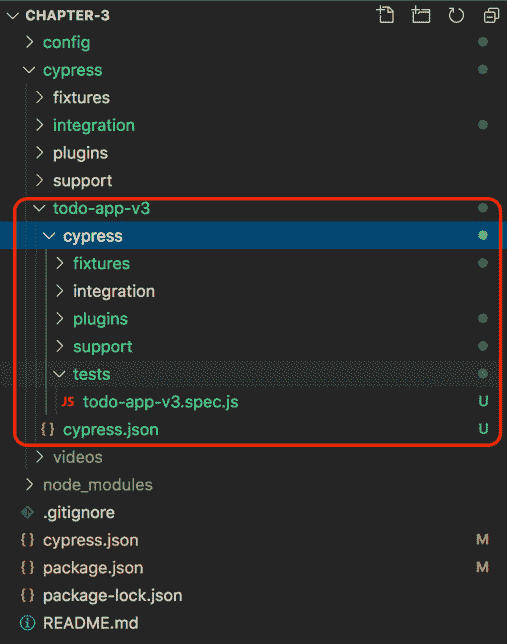 CHAPTER-3
config
cypress
fixtures
integration
plugins
support
todo-app-v3
cypress
fixtures
integration
plugins
support
tests
JS todo-app-v3.spec.js U
{} cypress.json U
videos
node_modules
.gitignore
{} cypress.json M
{} package.json M
{} package-lock.json
README.md